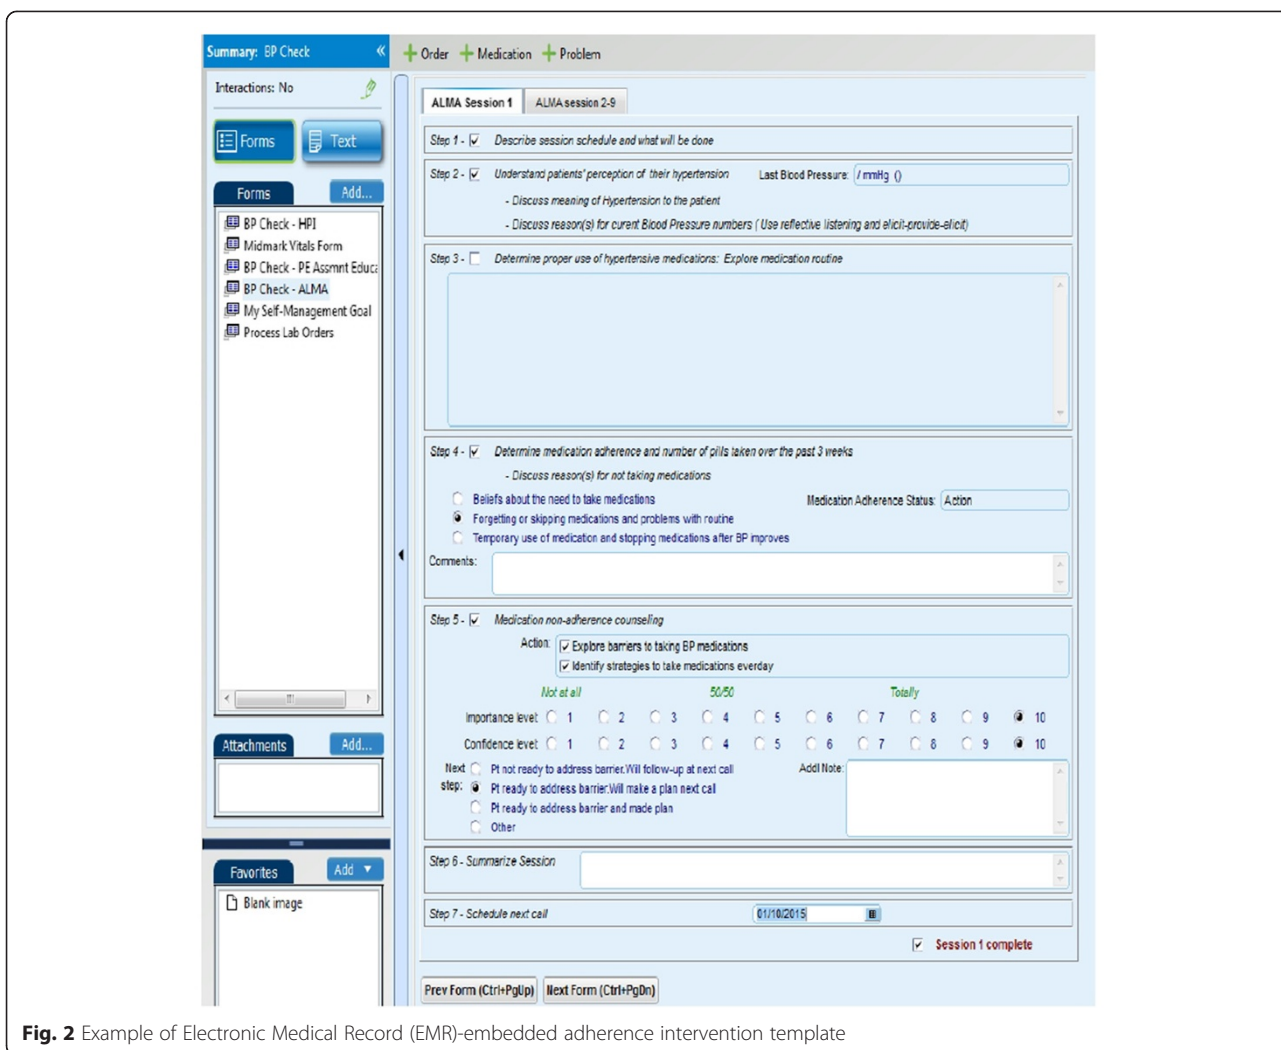 Summary: BP Check «
Order Medication Problem
Interactions: No
Forms Text
Forms Add...
BP Check - HPI
Midmark Vitals Form
BP Check - PE Assmnt Educa
BP Check - ALMA
My Self-Management Goal
Process Lab Orders
Attachments Add...
Favorites Add
Blank image
ALMA Session 1 ALMA session 2-9
Step 1 - Describe session schedule and what will be done
Step 2 - Understand patients' perception of their hypertension Last Blood Pressure: / mmHg ()
- Discuss meaning of Hypertension to the patient
- Discuss reason(s) for curent Blood Pressure numbers ( Use reflective listening and elicit-provide-elicit)
Step 3 - Determine proper use of hypertensive medications: Explore medication routine
Step 4 - Determine medication adherence and number of pills taken over the past 3 weeks
- Discuss reason(s) for not taking medications
Beliefs about the need to take medications Medication Adherence Status: Action
Forgetting or skipping medications and problems with routine
Temporary use of medication and stopping medications after BP improves
Comments:
Step 5 - Medication non-adherence counseling
Action: Explore barriers to taking BP medications
Identify strategies to take medications everday
Not at all 50/50 Totally
Importance level: 1 2 3 4 5 6 7 8 9 10
Confidence level: 1 2 3 4 5 6 7 8 9 10
Next step: Pt not ready to address barrier.Will follow-up at next call Addl Note:
Pt ready to address barrier.Will make a plan next call
Pt ready to address barrier and made plan
Other
Step 6 - Summarize Session
Step 7 - Schedule next call 01/10/2015
Session 1 complete
Prev Form (Ctrl+PgUp) Next Form (Ctrl+PgDn)
Fig. 2 Example of Electronic Medical Record (EMR)-embedded adherence intervention template